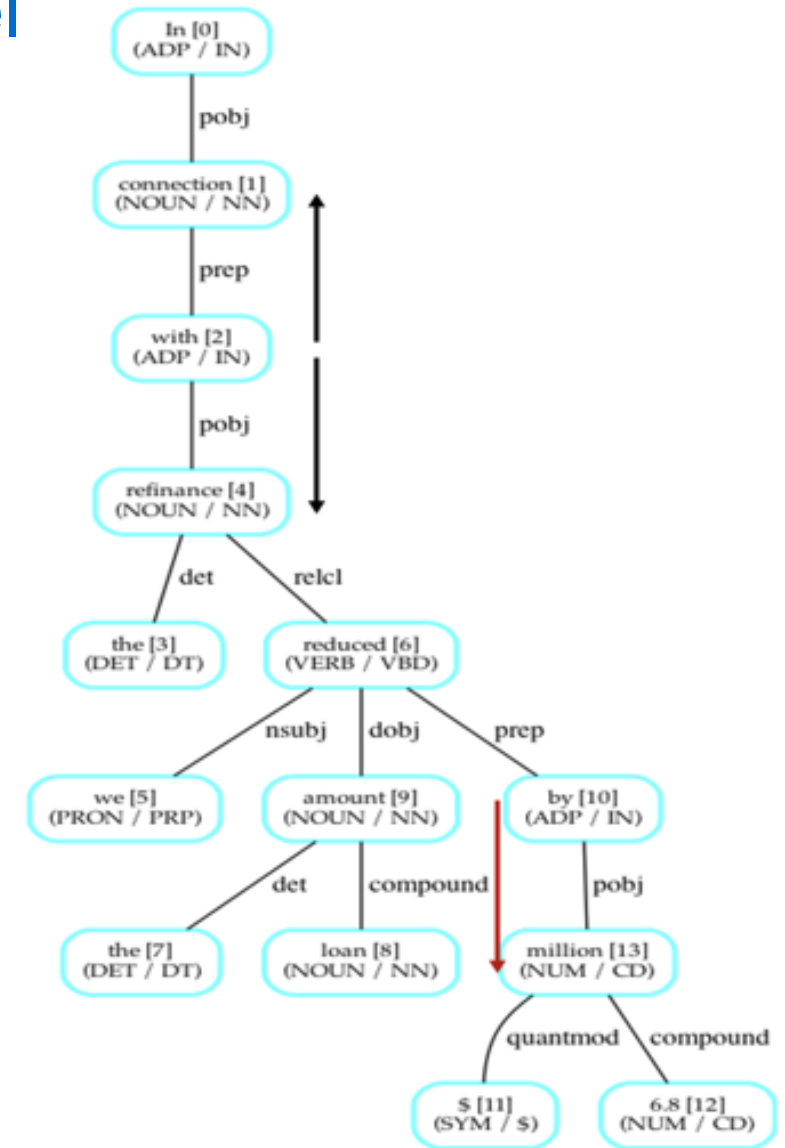 el
In [0]
(ADP / IN)
pobj
connection [1]
(NOUN / NN)
prep
with [2]
(ADP / IN)
pobj
refinance [4]
(NOUN / NN)
det
relcl
the [3]
(DET / DT)
reduced [6]
(VERB / VBD)
nsubj
dobj
prep
we [5]
(PRON / PRP)
amount [9]
(NOUN / NN)
by [10]
(ADP / IN)
det
compound
pobj
the [7]
(DET / DT)
loan [8]
(NOUN / NN)
million [13]
(NUM / CD)
quantmod
compound
$ [11]
(SYM / $)
6.8 [12]
(NUM / CD)